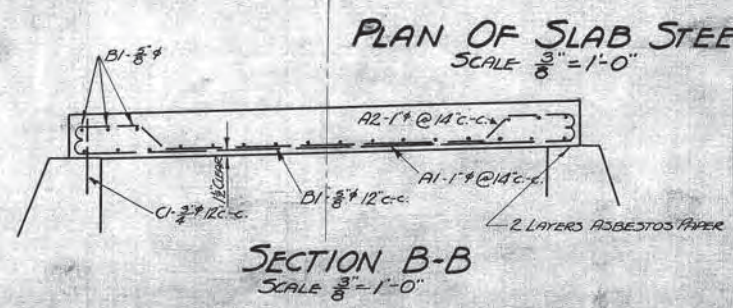 PLAN OF SLAB STEE
SCALE 3/8" = 1'-0"
B1-5/8" φ
A2-1" φ @ 14" c.-c.
1 1/2" CLEAR
C1-3/4" φ 12" c.-c.
B1-5/8" φ 12" c.-c.
A1-1" φ @ 14" c.-c.
2 LAYERS ASBESTOS PAPER
SECTION B-B
SCALE 3/8" = 1'-0"